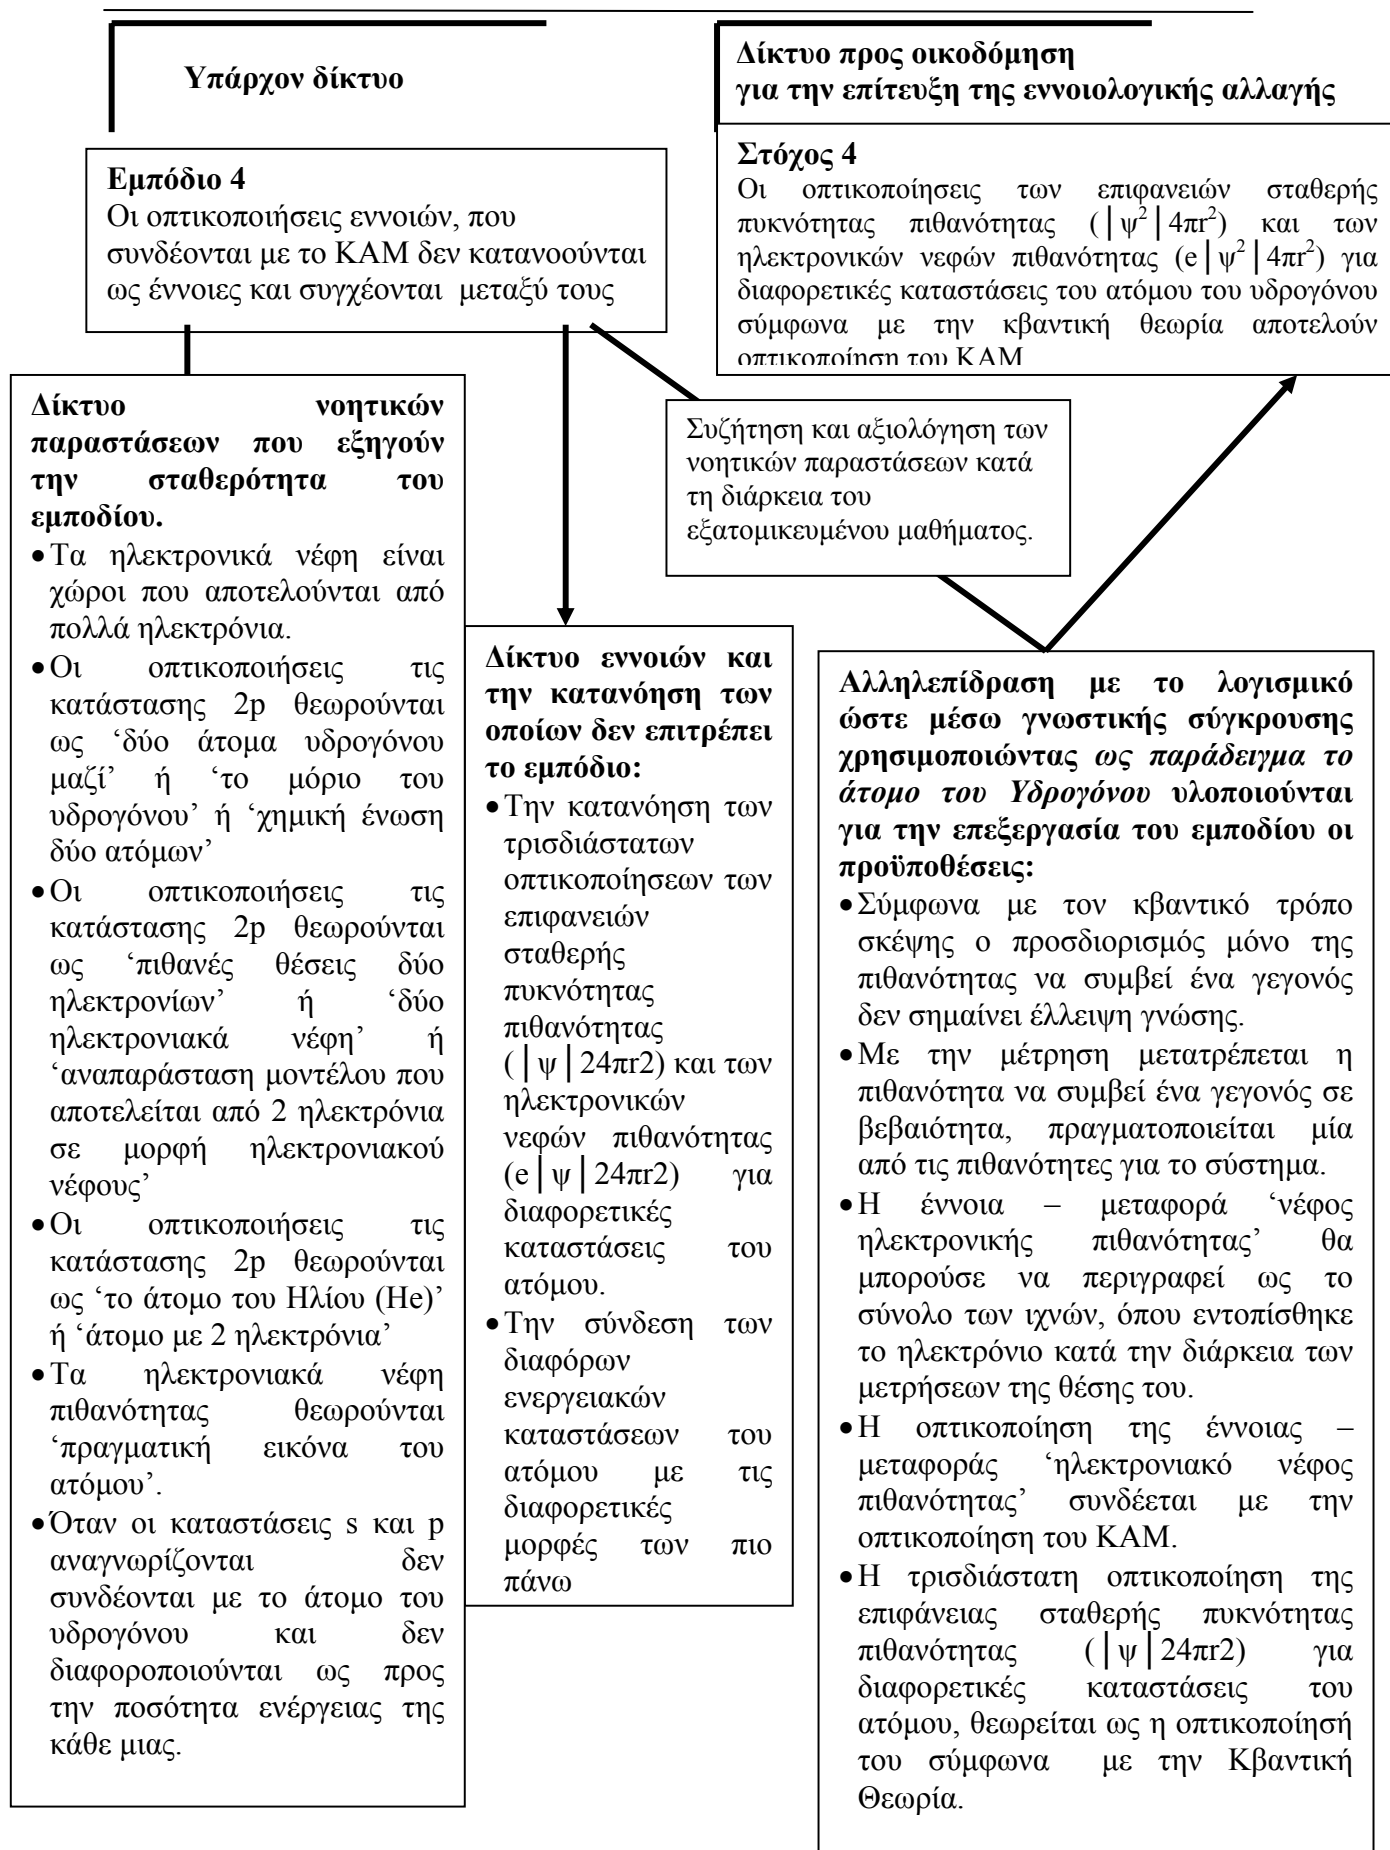 Υπάρχον δίκτυο
Δίκτυο προς οικοδόμηση
για την επίτευξη της εννοιολογικής αλλαγής
Εμπόδιο 4
Οι οπτικοποιήσεις εννοιών, που
συνδέονται με το ΚΑΜ δεν κατανοούνται
ως έννοιες και συγχέονται μεταξύ τους
Στόχος 4
Οι οπτικοποίησεις των επιφανειών σταθερής
πυκνότητας πιθανότητας (│ψ²│4πr²) και των
ηλεκτρονικών νεφών πιθανότητας (e│ψ²│4πr²) για
διαφορετικές καταστάσεις του ατόμου του υδρογόνου
σύμφωνα με την κβαντική θεωρία αποτελούν
οπτικοποίηση του ΚΑΜ
Συζήτηση και αξιολόγηση των
νοητικών παραστάσεων κατά
τη διάρκεια του
εξατομικευμένου μαθήματος.
Δίκτυο νοητικών
παραστάσεων που εξηγούν
την σταθερότητα του
εμποδίου.
•Τα ηλεκτρονικά νέφη είναι
χώροι που αποτελούνται από
πολλά ηλεκτρόνια.
•Οι οπτικοποιήσεις τις
κατάστασης 2p θεωρούνται
ως ‘δύο άτομα υδρογόνου
μαζί’ ή ‘το μόριο του
υδρογόνου’ ή ‘χημική ένωση
δύο ατόμων’
•Οι οπτικοποιήσεις τις
κατάστασης 2p θεωρούνται
ως ‘πιθανές θέσεις δύο
ηλεκτρονίων’ ή ‘δύο
ηλεκτρονιακά νέφη’ ή
‘αναπαράσταση μοντέλου που
αποτελείται από 2 ηλεκτρόνια
σε μορφή ηλεκτρονιακού
νέφους’
•Οι οπτικοποιήσεις τις
κατάστασης 2p θεωρούνται
ως ‘το άτομο του Ηλίου (He)’
ή ‘άτομο με 2 ηλεκτρόνια’
•Τα ηλεκτρονιακά νέφη
πιθανότητας θεωρούνται
‘πραγματική εικόνα του
ατόμου’.
•Όταν οι καταστάσεις s και p
αναγνωρίζονται δεν
συνδέονται με το άτομο του
υδρογόνου και δεν
διαφοροποιούνται ως προς
την ποσότητα ενέργειας της
κάθε μιας.
Δίκτυο εννοιών και
την κατανόηση των
οποίων δεν επιτρέπει
το εμπόδιο:
•Την κατανόηση των
τρισδιάστατων
οπτικοποίησεων των
επιφανειών
σταθερής
πυκνότητας
πιθανότητας
(│ψ│24πr2) και των
ηλεκτρονικών
νεφών πιθανότητας
(e│ψ│24πr2) για
διαφορετικές
καταστάσεις του
ατόμου.
•Την σύνδεση των
διαφόρων
ενεργειακών
καταστάσεων του
ατόμου με τις
διαφορετικές
μορφές των πιο
πάνω
Αλληλεπίδραση με το λογισμικό
ώστε μέσω γνωστικής σύγκρουσης
χρησιμοποιώντας ως παράδειγμα το
άτομο του Υδρογόνου υλοποιούνται
για την επεξεργασία του εμποδίου οι
προϋποθέσεις:
•Σύμφωνα με τον κβαντικό τρόπο
σκέψης ο προσδιορισμός μόνο της
πιθανότητας να συμβεί ένα γεγονός
δεν σημαίνει έλλειψη γνώσης.
•Με την μέτρηση μετατρέπεται η
πιθανότητα να συμβεί ένα γεγονός σε
βεβαιότητα, πραγματοποιείται μία
από τις πιθανότητες για το σύστημα.
•Η έννοια – μεταφορά ‘νέφος
ηλεκτρονικής πιθανότητας’ θα
μπορούσε να περιγραφεί ως το
σύνολο των ιχνών, όπου εντοπίσθηκε
το ηλεκτρόνιο κατά την διάρκεια των
μετρήσεων της θέσης του.
•Η οπτικοποίηση της έννοιας –
μεταφοράς ‘ηλεκτρονιακό νέφος
πιθανότητας’ συνδέεται με την
οπτικοποίηση του ΚΑΜ.
•Η τρισδιάστατη οπτικοποίηση της
επιφάνειας σταθερής πυκνότητας
πιθανότητας (│ψ│24πr2) για
διαφορετικές καταστάσεις του
ατόμου, θεωρείται ως η οπτικοποίησή
του σύμφωνα με την Κβαντική
Θεωρία.